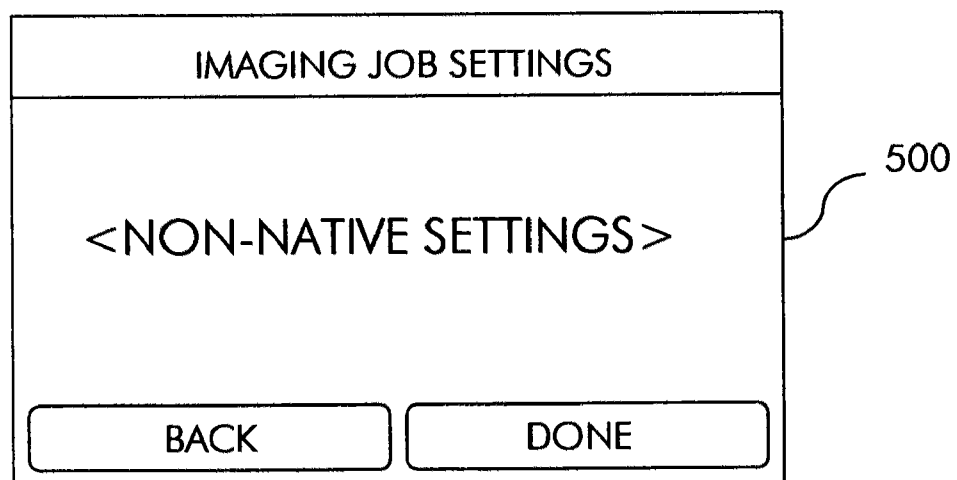 IMAGING JOB SETTINGS
500
<NON-NATIVE SETTINGS>
BACK DONE